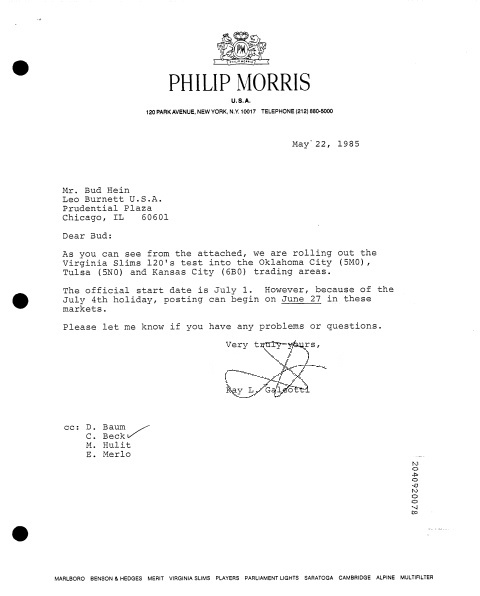 PM
PHILIP MORRIS
U.S.A.
120 PARK AVENUE, NEW YORK, N.Y. 10017 TELEPHONE (212) 880-5000
May 22, 1985
Mr. Bud Hein
Leo Burnett U.S.A.
Prudential Plaza
Chicago, IL 60601
Dear Bud:
As you can see from the attached, we are rolling out the
Virginia Slims 120's test into the Oklahoma City (5M0),
Tulsa (5N0) and Kansas City (6B0) trading areas.
The official start date is July 1. However, because of the
July 4th holiday, posting can begin on June 27 in these
markets.
Please let me know if you have any problems or questions.
Very truly yours,
Kay L. Galeotti
cc: D. Baum
C. Beck
M. Hulit
E. Merlo
2040920078
MARLBORO BENSON & HEDGES MERIT VIRGINIA SLIMS PLAYERS PARLIAMENT LIGHTS SARATOGA CAMBRIDGE ALPINE MULTIFILTER